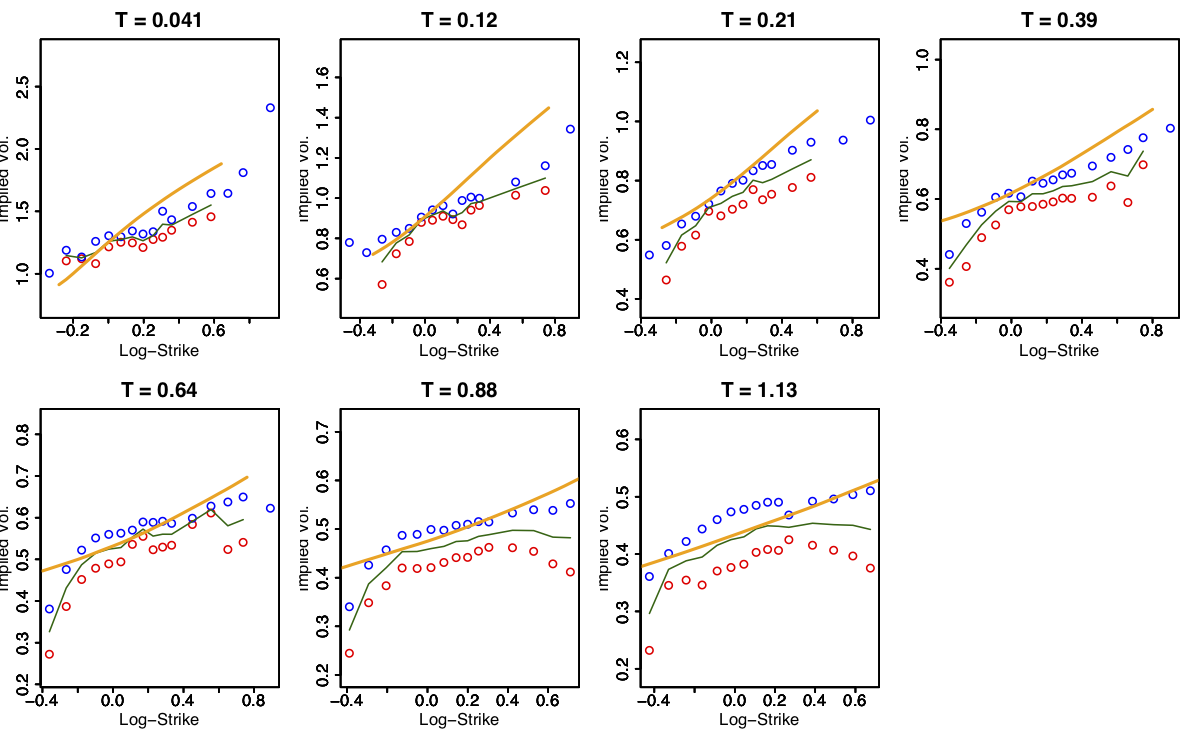 T = 0.041
T = 0.12
T = 0.21
T = 0.39
Implied Vol.
1.0 1.5 2.0 2.5
−0.2 0.2 0.6
Log−Strike
Implied Vol.
0.6 0.8 1.0 1.2 1.4 1.6
−0.4 0.0 0.4 0.8
Log−Strike
Implied Vol.
0.4 0.6 0.8 1.0 1.2
−0.4 0.0 0.4 0.8
Log−Strike
Implied Vol.
0.4 0.6 0.8 1.0
−0.4 0.0 0.4 0.8
Log−Strike
T = 0.64
T = 0.88
T = 1.13
Implied Vol.
0.2 0.3 0.4 0.5 0.6 0.7 0.8
−0.4 0.0 0.4 0.8
Log−Strike
Implied Vol.
0.2 0.3 0.4 0.5 0.6 0.7
−0.4 0.0 0.2 0.4 0.6
Log−Strike
Implied Vol.
0.2 0.3 0.4 0.5 0.6
−0.4 0.0 0.2 0.4 0.6
Log−Strike